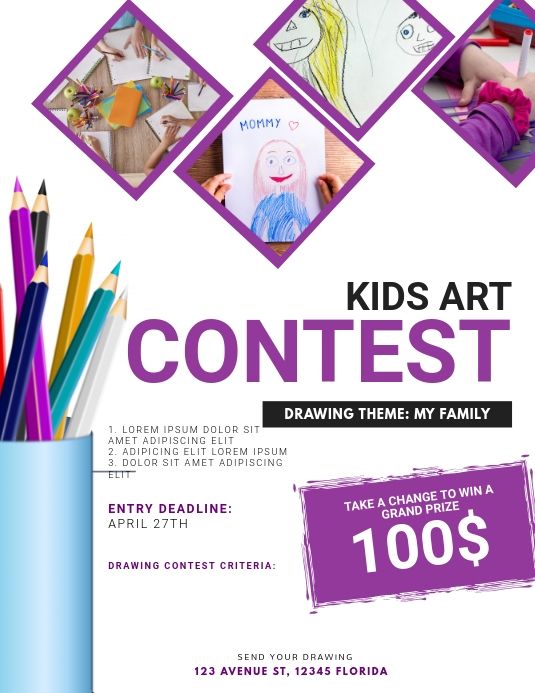 MOMMY
KIDS ART
CONTEST
DRAWING THEME: MY FAMILY
1. LOREM IPSUM DOLOR SIT
AMET ADIPISCING ELIT
2. ADIPICING ELIT LOREM IPSUM
3. DOLOR SIT AMET ADIPISCING
ELIT
ENTRY DEADLINE:
APRIL 27TH
TAKE A CHANGE TO WIN A
GRAND PRIZE
100$
DRAWING CONTEST CRITERIA:
SEND YOUR DRAWING
123 AVENUE ST, 12345 FLORIDA